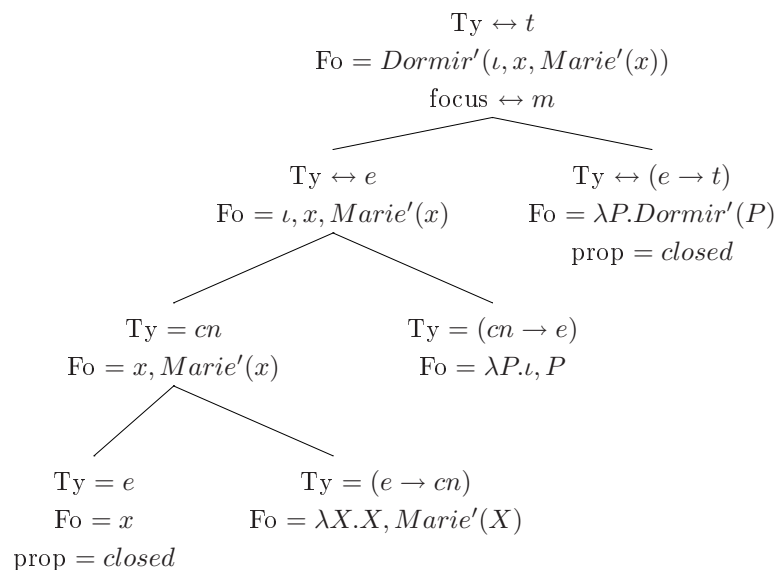 Ty ↔ t
Fo = Dormir′(ι, x, Marie′(x))
focus ↔ m
Ty ↔ e
Fo = ι, x, Marie′(x)
Ty ↔ (e → t)
Fo = λP.Dormir′(P)
prop = closed
Ty = cn
Fo = x, Marie′(x)
Ty = (cn → e)
Fo = λP.ι, P
Ty = e
Fo = x
prop = closed
Ty = (e → cn)
Fo = λX.X, Marie′(X)